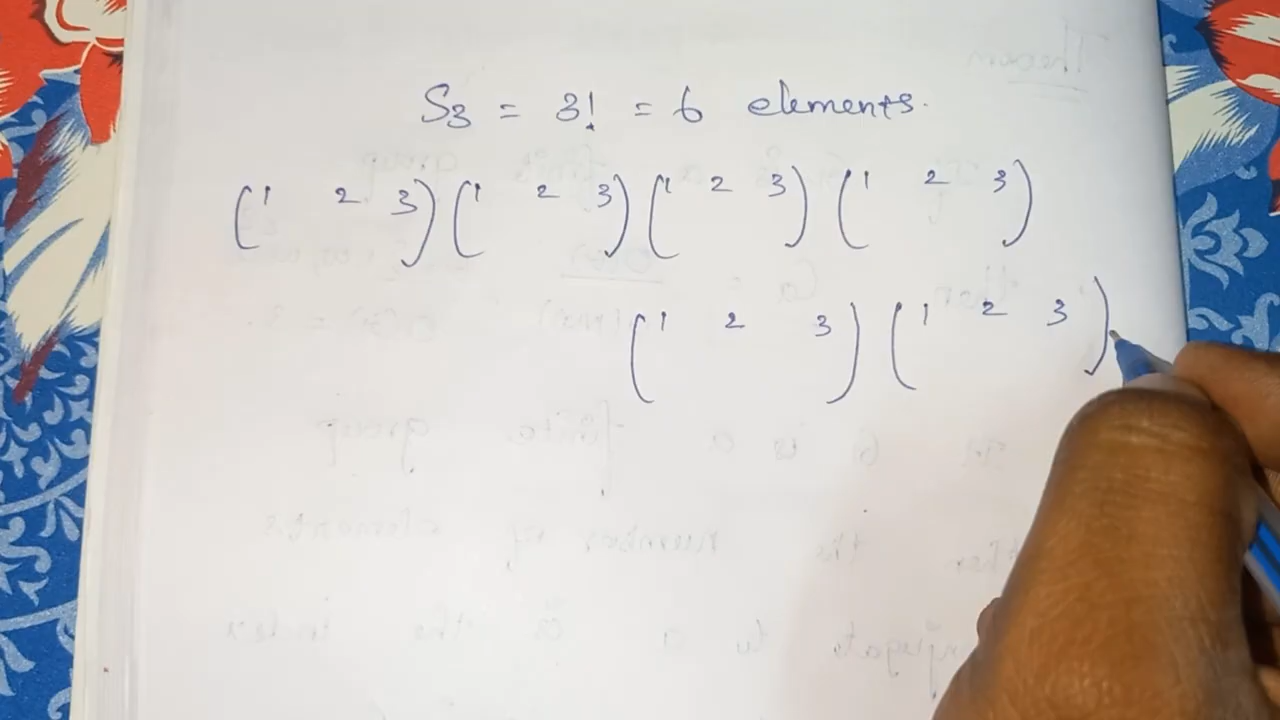 S3 = 3! = 6 elements.
(1 2 3) (1 2 3) (1 2 3) (1 2 3)
(1 2 3) (1 2 3)